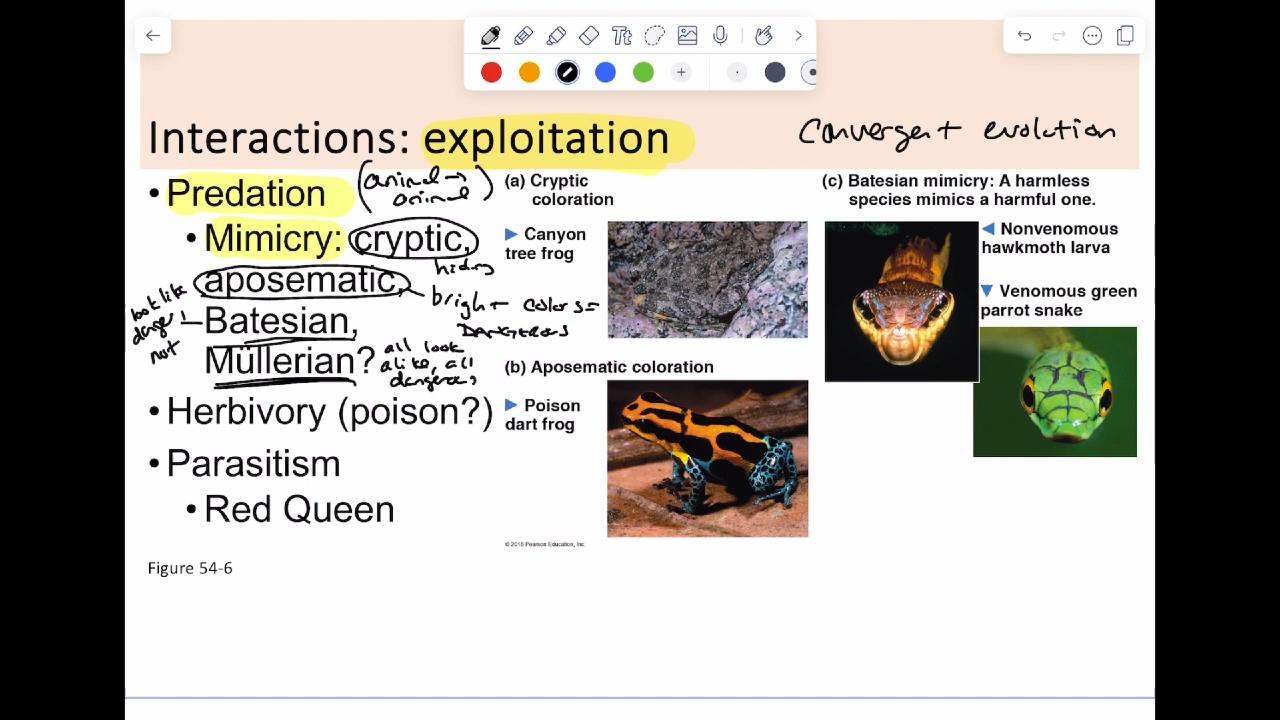 Tt
Interactions: exploitation
Convergent evolution
• Predation
(animal →
animal)
• Mimicry: cryptic,
hiding
aposematic,
bright colors =
DANGEROUS
look like
danger,
not
Batesian,
Müllerian?
all look
alike, all
dangerous
• Herbivory (poison?)
• Parasitism
• Red Queen
Figure 54-6
(a) Cryptic
coloration
Canyon
tree frog
(b) Aposematic coloration
Poison
dart frog
© 2016 Pearson Education, Inc.
(c) Batesian mimicry: A harmless
species mimics a harmful one.
Nonvenomous
hawkmoth larva
Venomous green
parrot snake